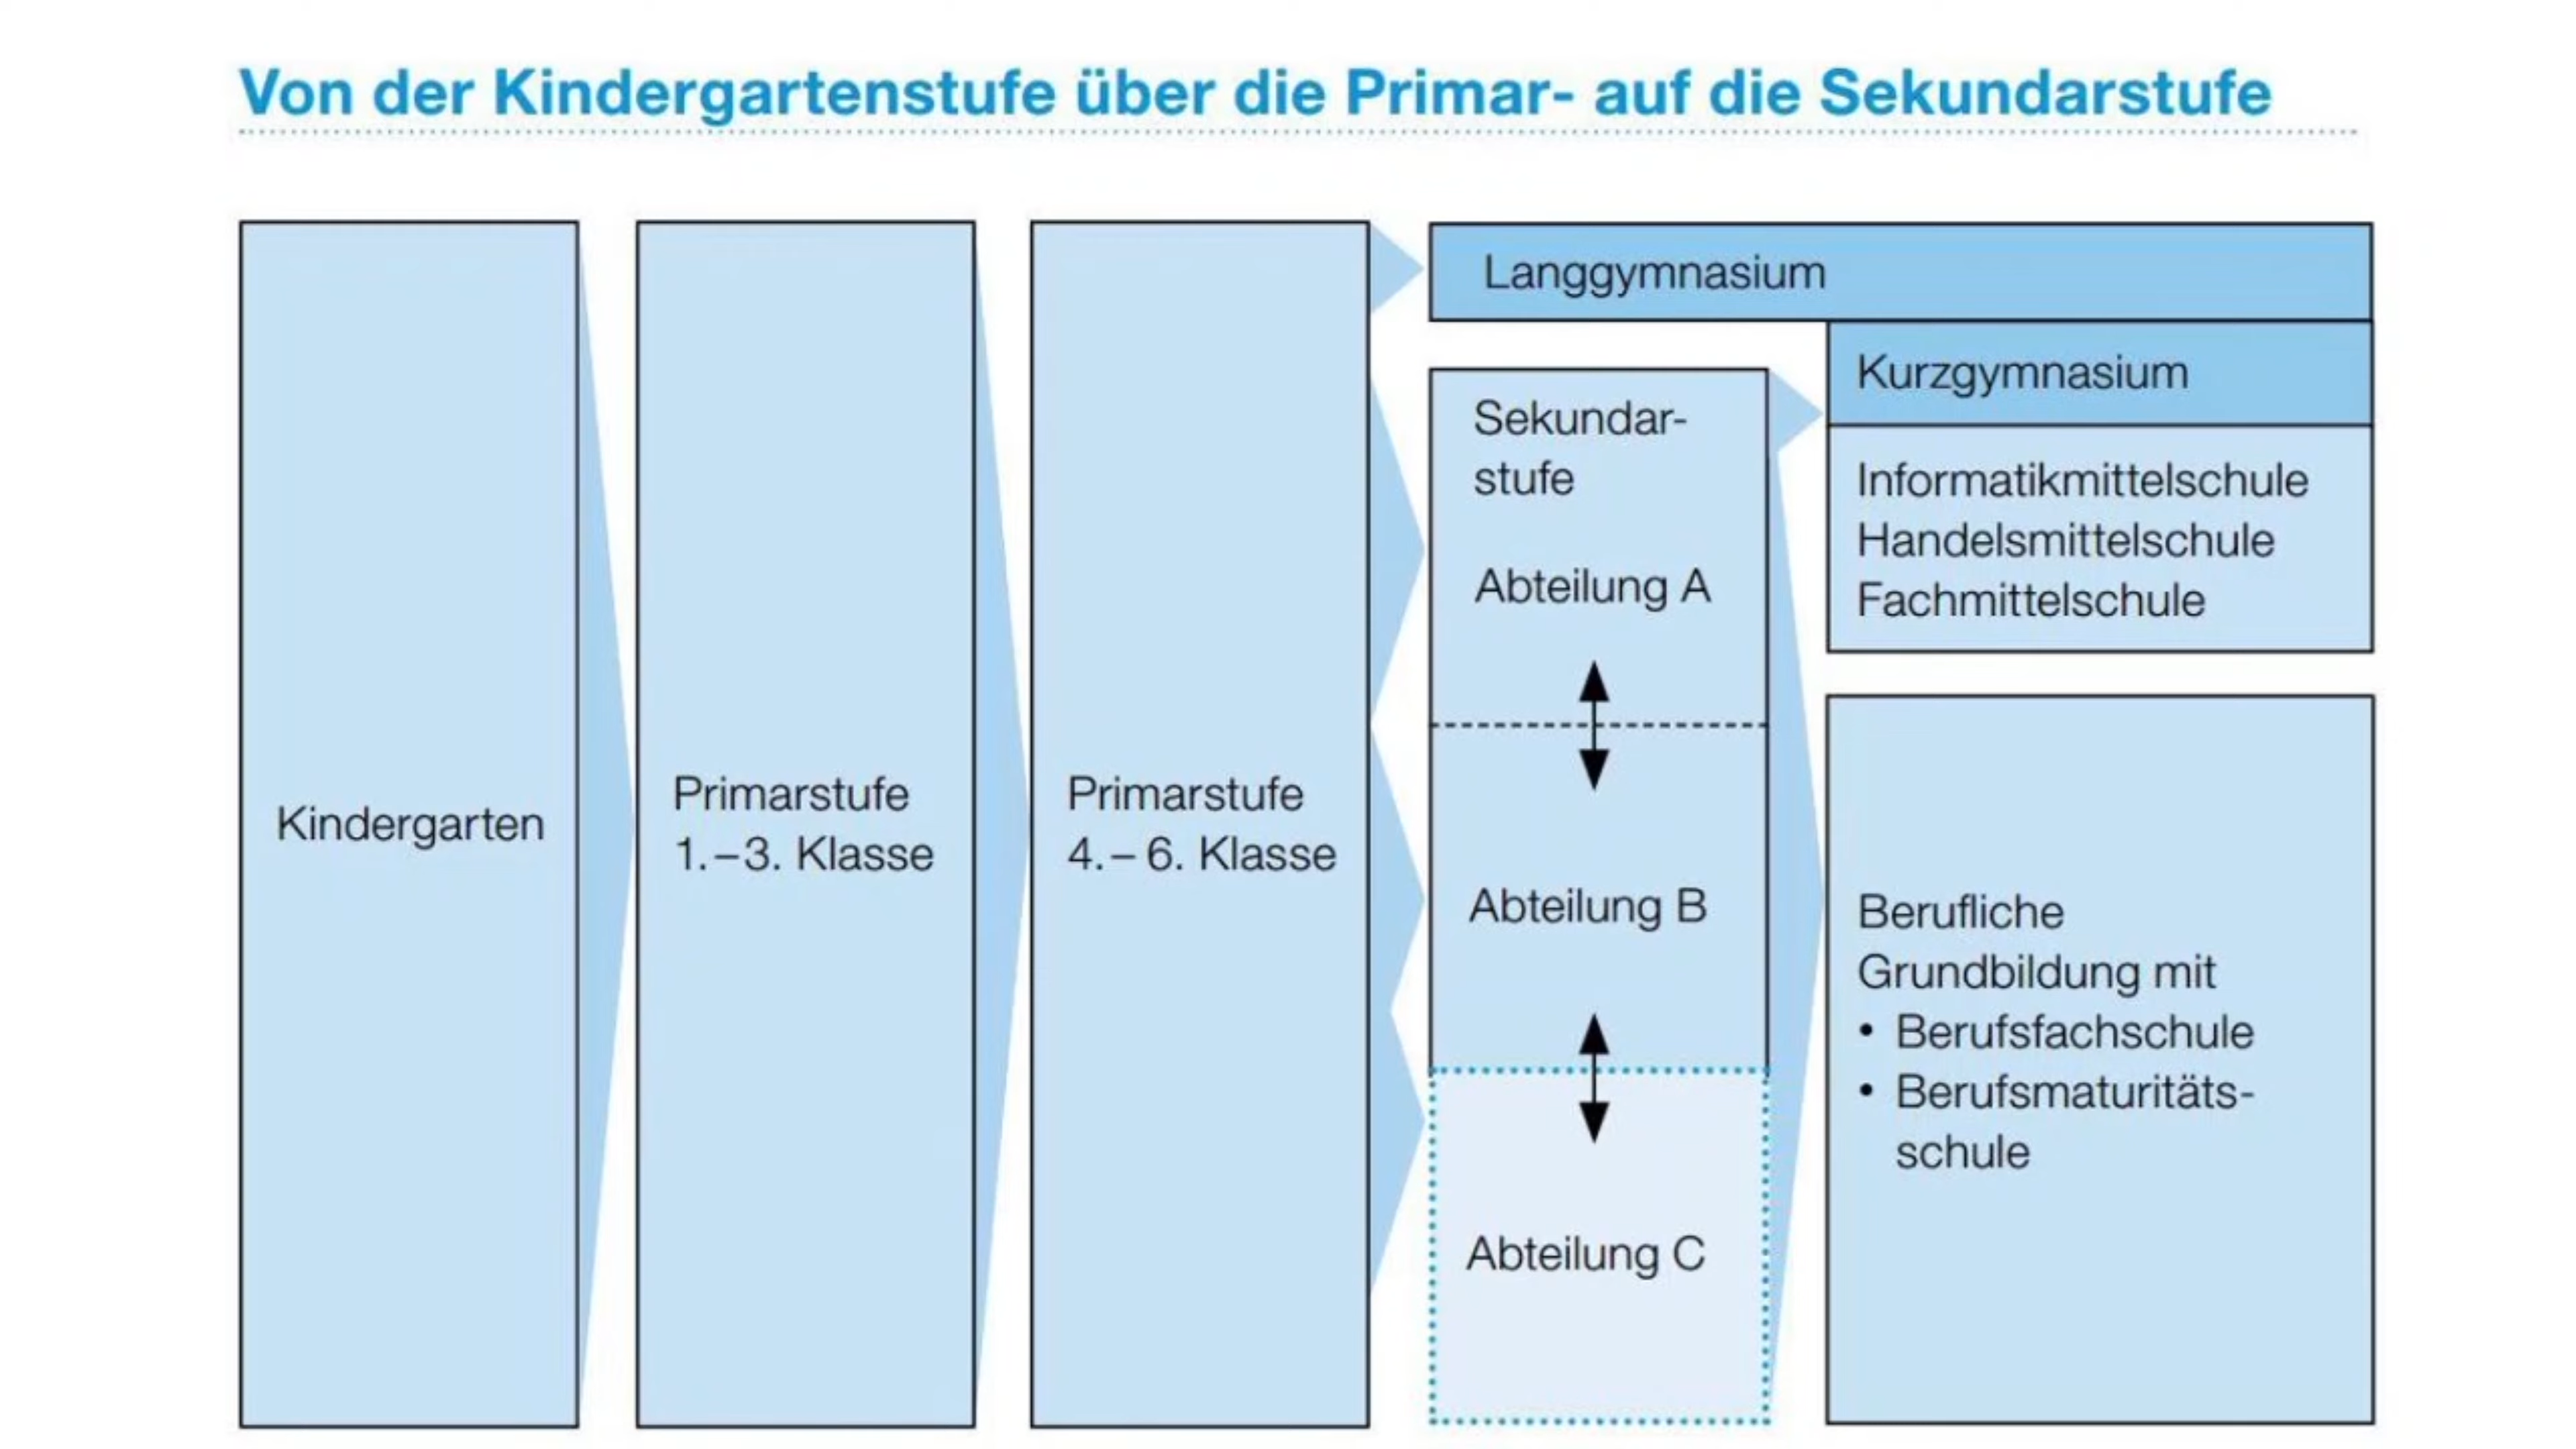 Von der Kindergartenstufe über die Primar- auf die Sekundarstufe
Kindergarten
Primarstufe
1.–3. Klasse
Primarstufe
4.– 6. Klasse
Langgymnasium
Sekundar-
stufe
Abteilung A
Abteilung B
Abteilung C
Kurzgymnasium
Informatikmittelschule
Handelsmittelschule
Fachmittelschule
Berufliche
Grundbildung mit
• Berufsfachschule
• Berufsmaturitäts-
schule